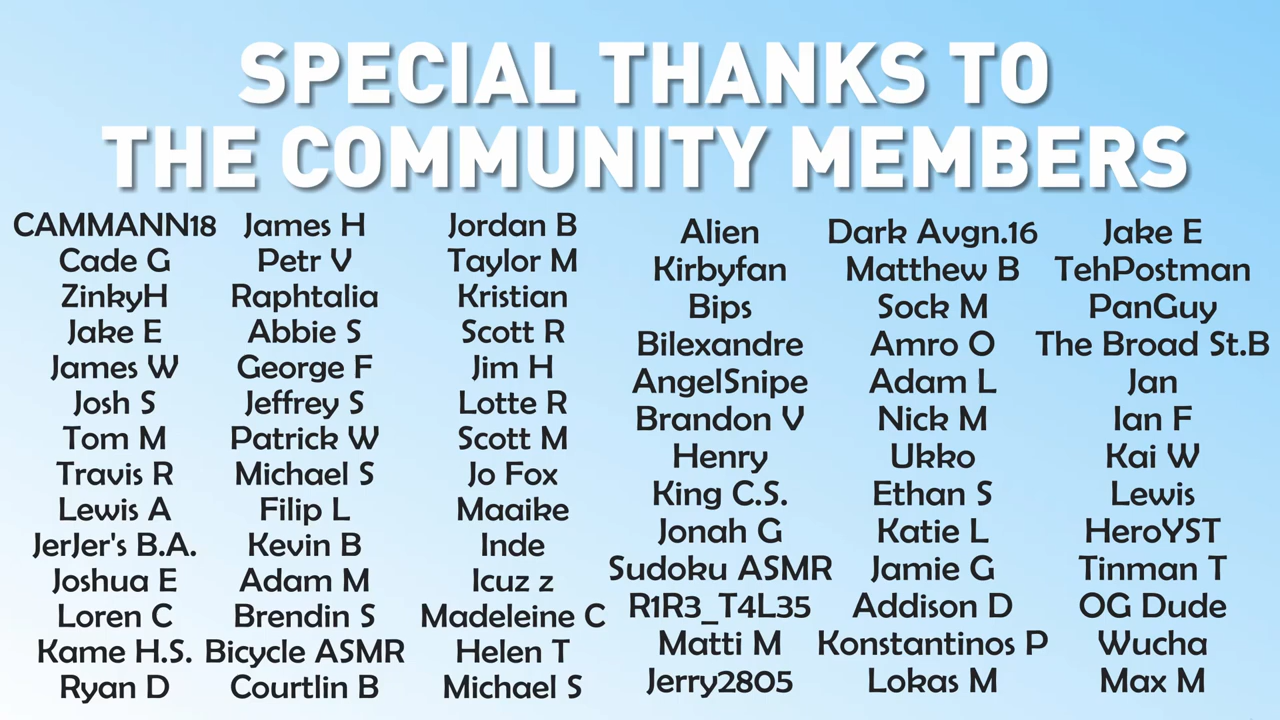 SPECIAL THANKS TO
THE COMMUNITY MEMBERS
CAMMANN18
Cade G
ZinkyH
Jake E
James W
Josh S
Tom M
Travis R
Lewis A
JerJer's B.A.
Joshua E
Loren C
Kame H.S.
Ryan D
James H
Petr V
Raphtalia
Abbie S
George F
Jeffrey S
Patrick W
Michael S
Filip L
Kevin B
Adam M
Brendin S
Bicycle ASMR
Courtlin B
Jordan B
Taylor M
Kristian
Scott R
Jim H
Lotte R
Scott M
Jo Fox
Maaike
Inde
Icuz z
Madeleine C
Helen T
Michael S
Alien
Kirbyfan
Bips
Bilexandre
AngelSnipe
Brandon V
Henry
King C.S.
Jonah G
Sudoku ASMR
R1R3_T4L35
Matti M
Jerry2805
Dark Avgn.16
Matthew B
Sock M
Amro O
Adam L
Nick M
Ukko
Ethan S
Katie L
Jamie G
Addison D
Konstantinos P
Lokas M
Jake E
TehPostman
PanGuy
The Broad St.B
Jan
Ian F
Kai W
Lewis
HeroYST
Tinman T
OG Dude
Wucha
Max M